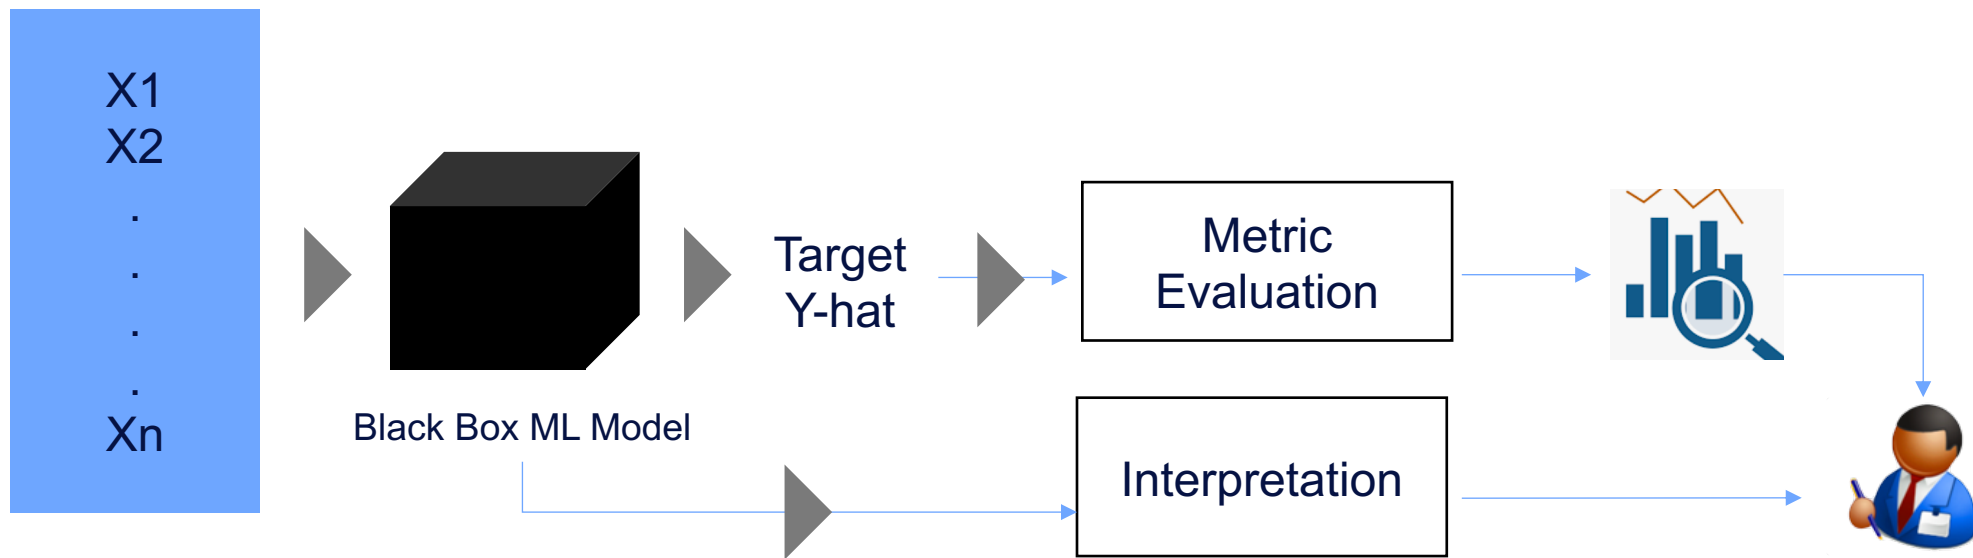 X1
X2
.
.
.
.
Xn
Black Box ML Model
Target
Y-hat
Metric
Evaluation
Interpretation